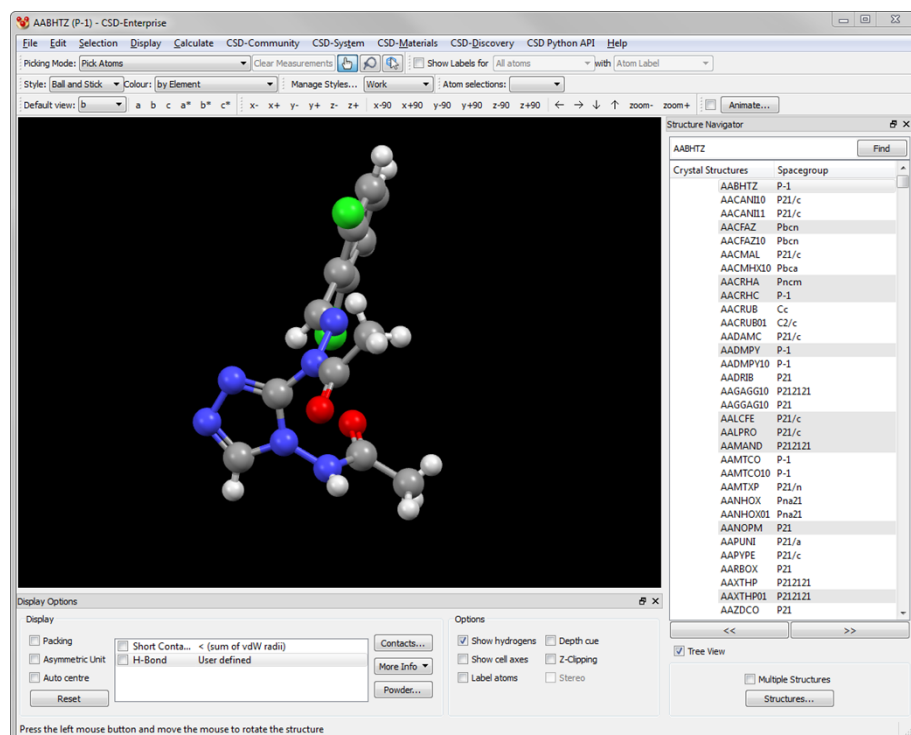 AABHTZ (P-1) - CSD-Enterprise
File Edit Selection Display Calculate CSD-Community CSD-System CSD-Materials CSD-Discovery CSD Python API Help
Picking Mode: Pick Atoms Clear Measurements Show Labels for All atoms with Atom Label
Style: Ball and Stick Colour: by Element Manage Styles... Work Atom selections:
Default view: b a b c a* b* c* x- x+ y- y+ z- z+ x-90 x+90 y-90 y+90 z-90 z+90 ← → ↓ ↑ zoom- zoom+ Animate...
Structure Navigator
AABHTZ Find
Crystal Structures Spacegroup
AABHTZ P-1
AACANI10 P21/c
AACANI11 P21/c
AACFAZ Pbcn
AACFAZ10 Pbcn
AACMAL P21/c
AACMHX10 Pbca
AACRHA Pncm
AACRHC P-1
AACRUB Cc
AACRUB01 C2/c
AADAMC P21/c
AADMPY P-1
AADMPY10 P-1
AADRIB P21
AAGAGG10 P212121
AAGGAG10 P21
AALCFE P21/c
AALPRO P21/c
AAMAND P212121
AAMTCO P-1
AAMTCO10 P-1
AAMTXP P21/n
AANHOX Pna21
AANHOX01 Pna21
AANOPM P21
AAPUNI P21/a
AAPYPE P21/c
AARBOX P21
AAXTHP P212121
AAXTHP01 P212121
AAZDCO P21
<< >>
Tree View
Multiple Structures
Structures...
Display Options
Display
Packing
Asymmetric Unit
Auto centre
Reset
Short Conta... < (sum of vdW radii)
H-Bond User defined
Contacts...
More Info
Powder...
Options
Show hydrogens Depth cue
Show cell axes Z-Clipping
Label atoms Stereo
Press the left mouse button and move the mouse to rotate the structure